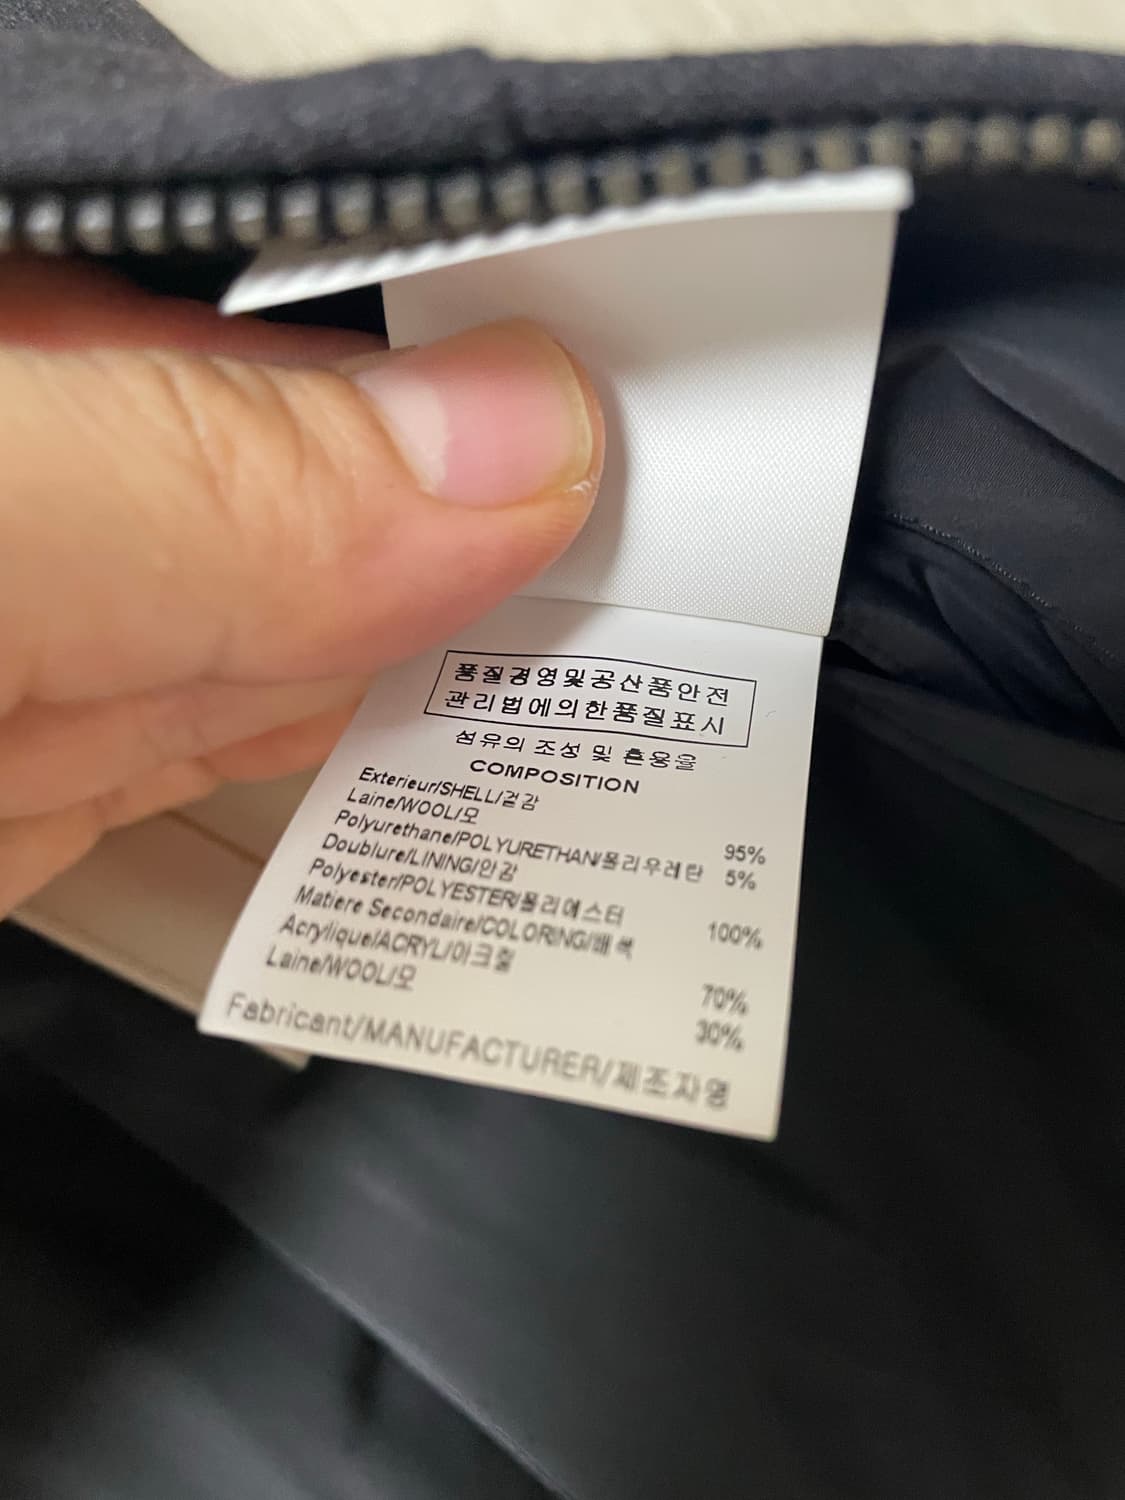 품질경영및공산품안전
관리법에의한품질표시
섬유의 조성 및 혼용율
COMPOSITION
Exterieur/SHELL/겉감
Laine/WOOL/모 95%
Polyurethane/POLYURETHAN/폴리우레탄 5%
Doublure/LINING/안감
Polyester/POLYESTER/폴리에스터 100%
Matiere Secondaire/COLORING/배색
Acrylique/ACRYL/아크릴 70%
Laine/WOOL/모 30%
Fabricant/MANUFACTURER/제조자명